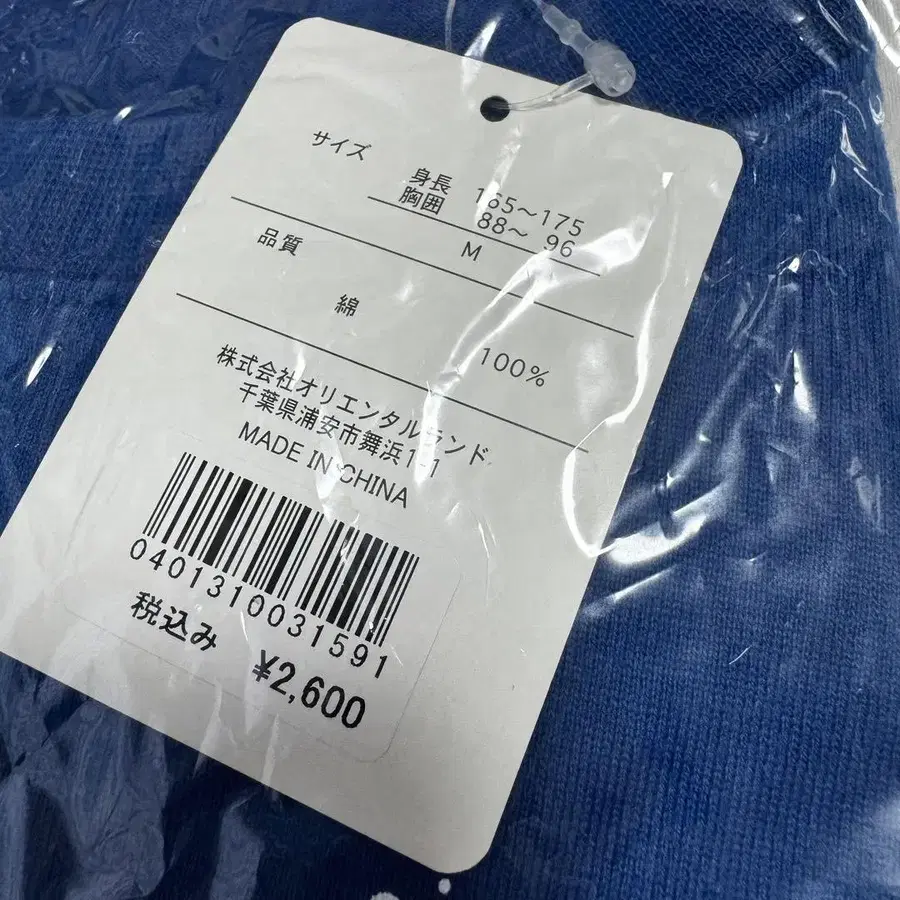 サイズ
身長 165～175
胸囲 88～ 96
M
品質
綿 100%
株式会社オリエンタルランド
千葉県浦安市舞浜1-1
MADE IN CHINA
0401310031591
税込み ¥2,600